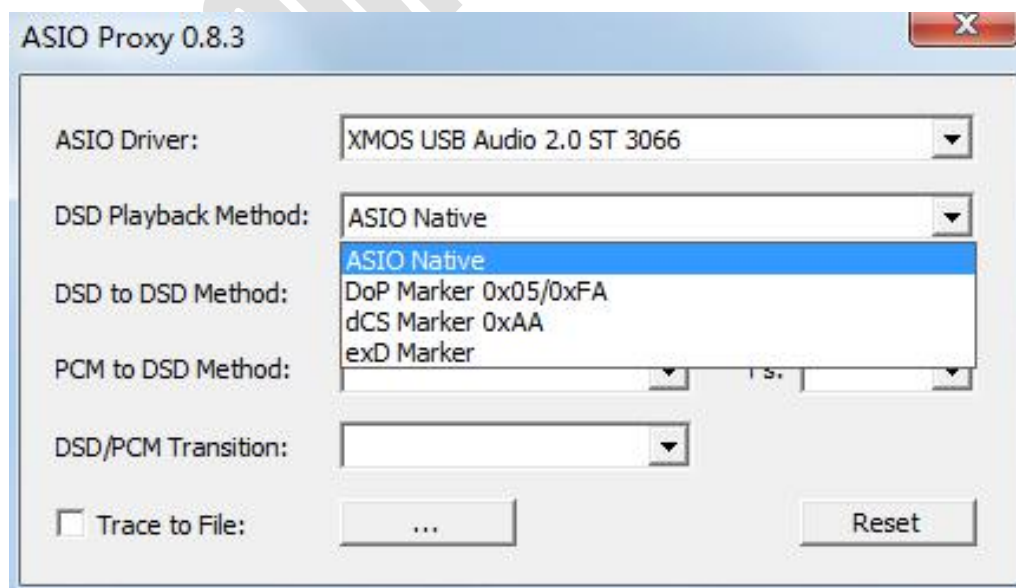 ASIO Proxy 0.8.3
ASIO Driver: XMOS USB Audio 2.0 ST 3066
DSD Playback Method: ASIO Native
ASIO Native
DSD to DSD Method: DoP Marker 0x05/0xFA
dCS Marker 0xAA
exD Marker
PCM to DSD Method:
DSD/PCM Transition:
Trace to File: ... Reset